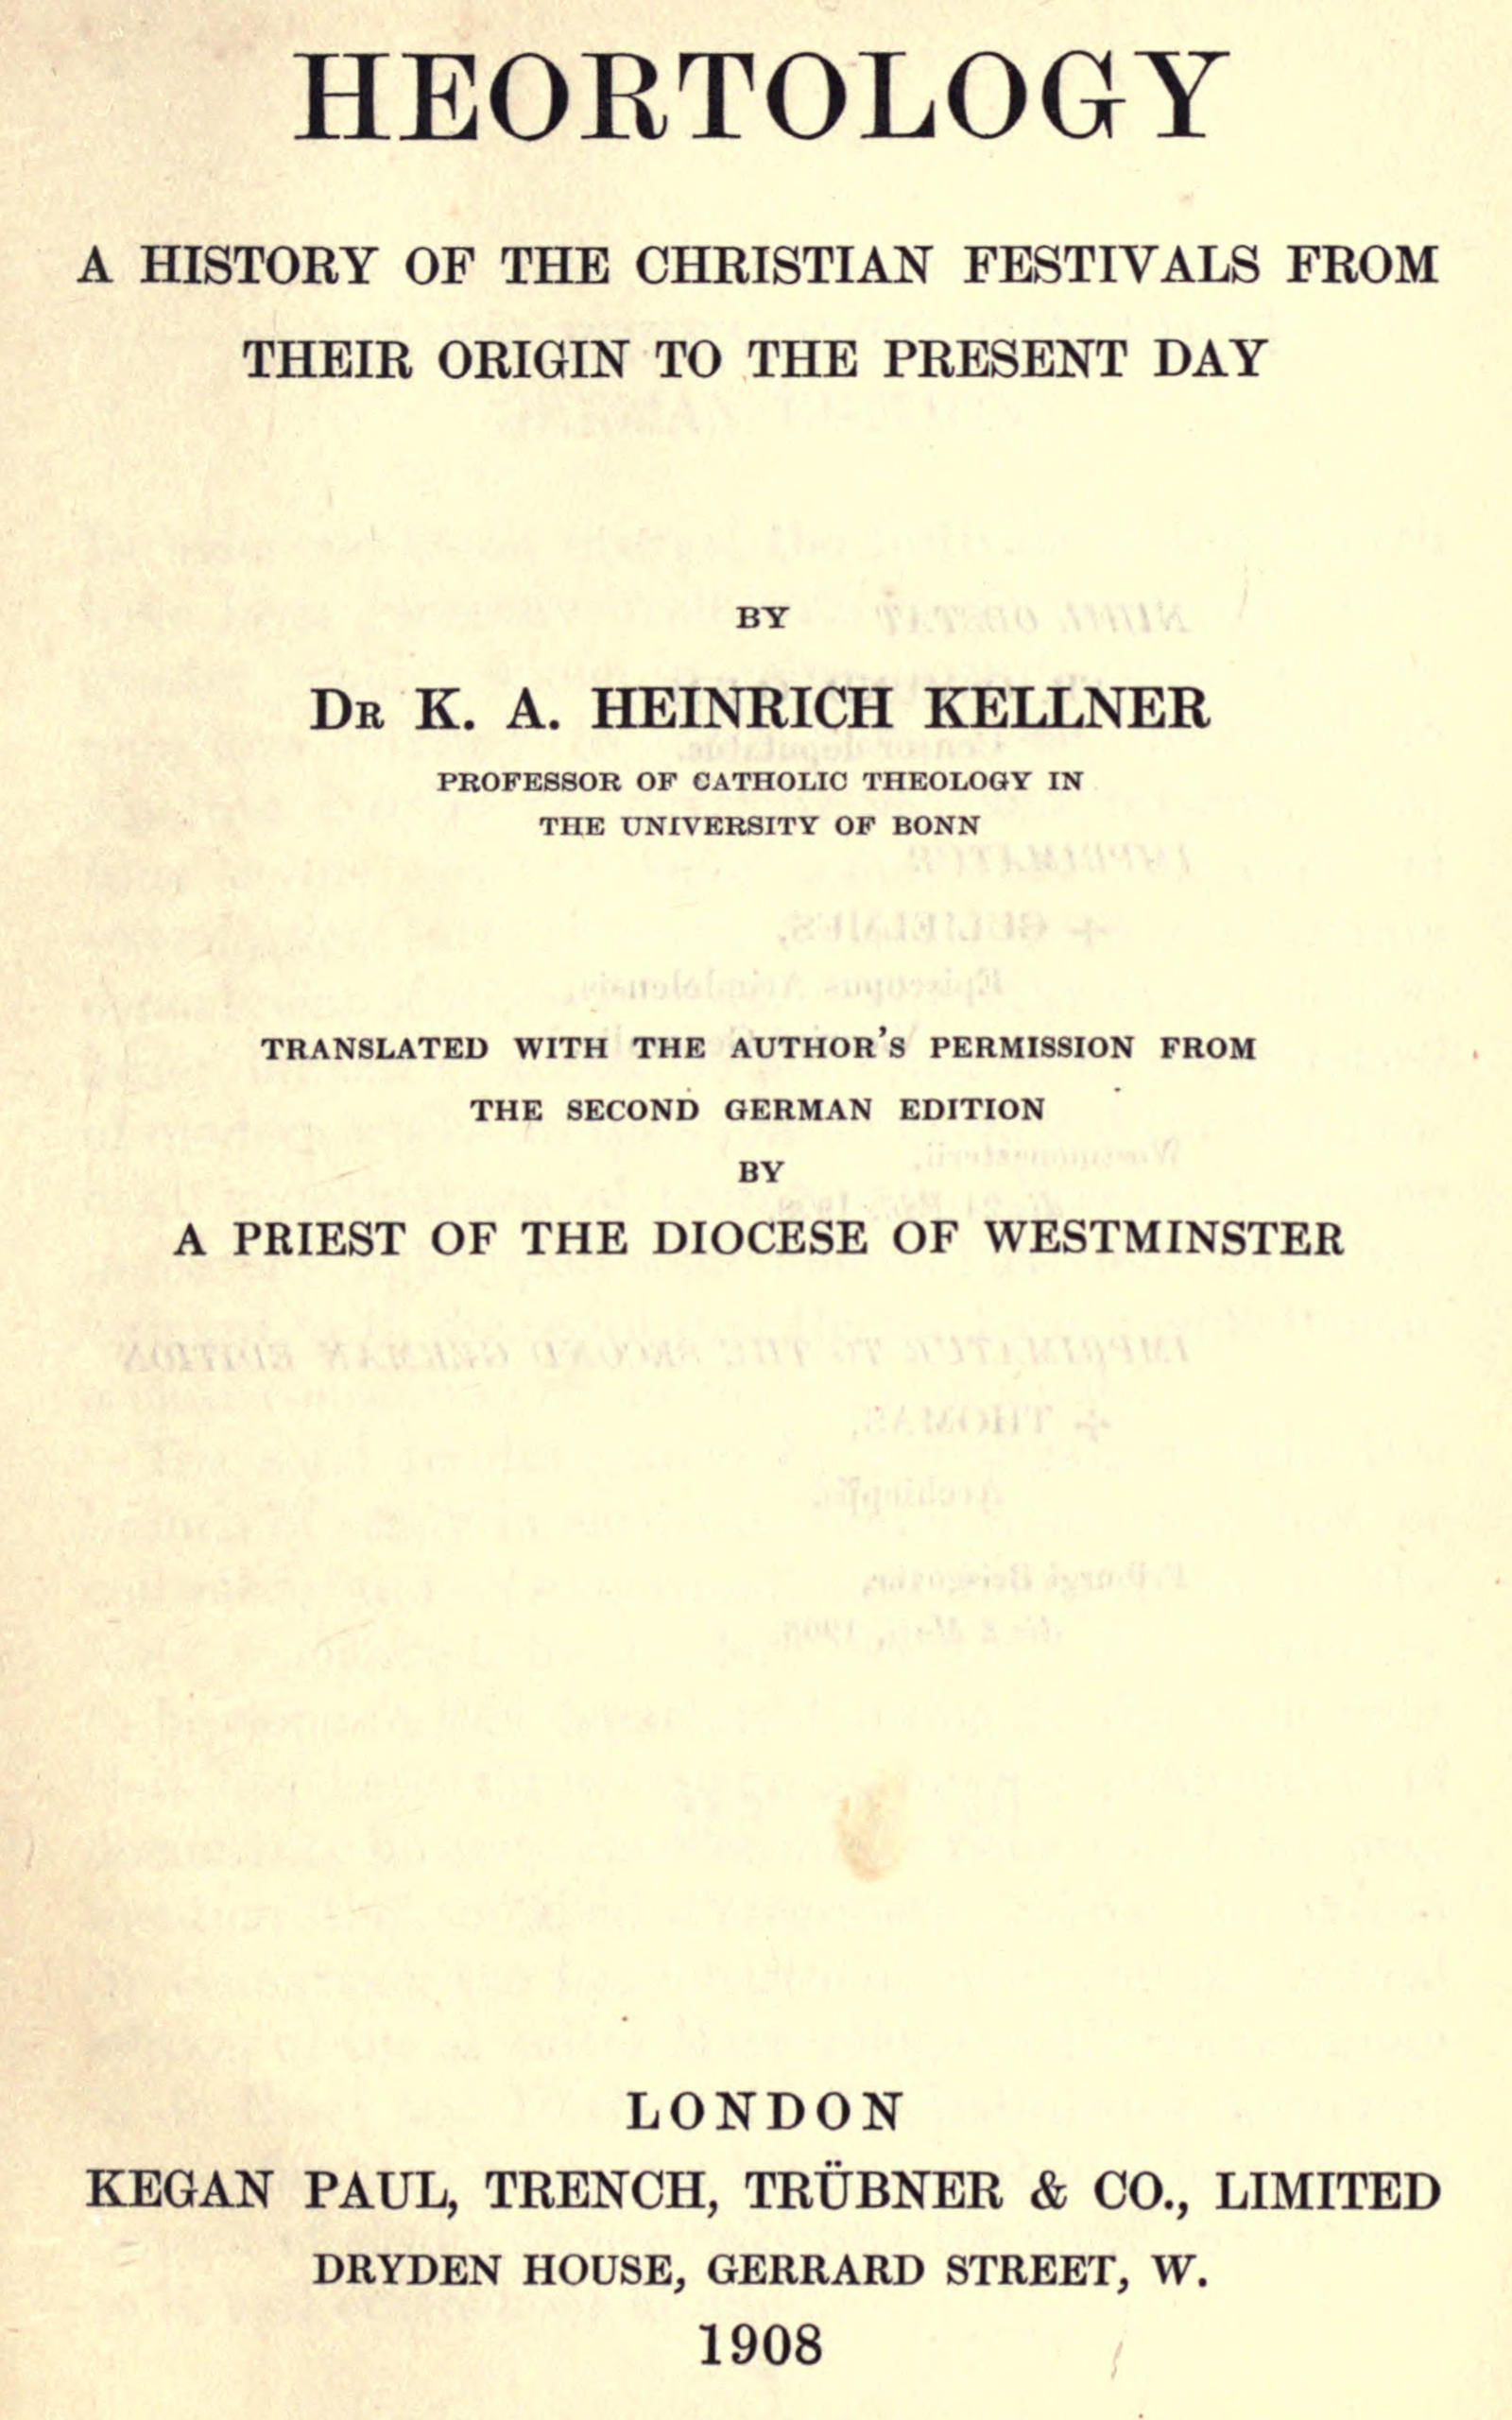 HEORTOLOGY
A HISTORY OF THE CHRISTIAN FESTIVALS FROM
THEIR ORIGIN TO THE PRESENT DAY
BY
DR K. A. HEINRICH KELLNER
PROFESSOR OF CATHOLIC THEOLOGY IN
THE UNIVERSITY OF BONN
TRANSLATED WITH THE AUTHOR'S PERMISSION FROM
THE SECOND GERMAN EDITION
BY
A PRIEST OF THE DIOCESE OF WESTMINSTER
LONDON
KEGAN PAUL, TRENCH, TRÜBNER & CO., LIMITED
DRYDEN HOUSE, GERRARD STREET, W.
1908